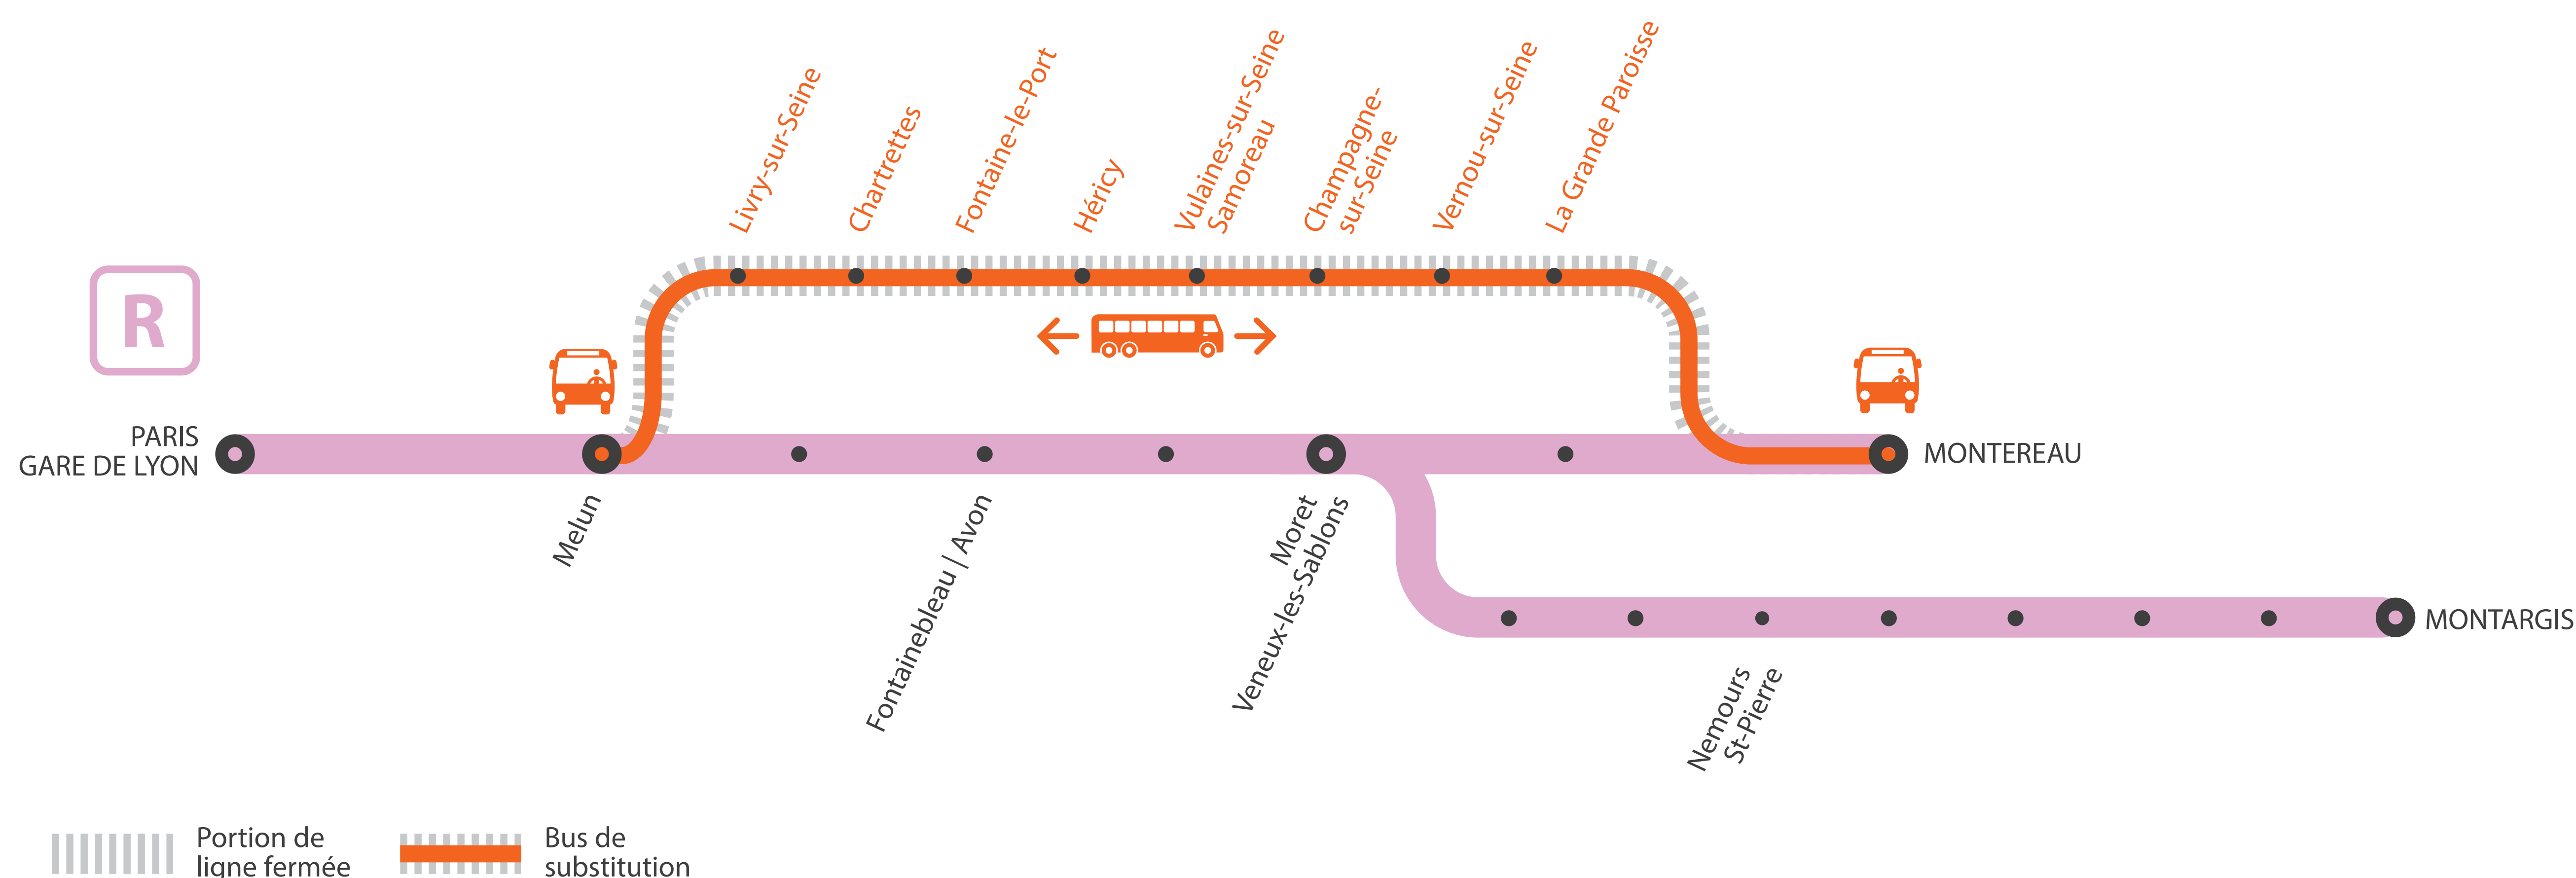 Livry-sur-Seine
Chartrettes
Fontaine-le-Port
Héricy
Vulaines-sur-Seine
Samoreau
Champagne-
sur-Seine
Vernou-sur-Seine
La Grande Paroisse
R
PARIS
GARE DE LYON
MONTEREAU
Melun
Fontainebleau | Avon
Moret
Veneux-les-Sablons
MONTARGIS
Nemours
St-Pierre
Portion de
ligne fermée
Bus de
substitution